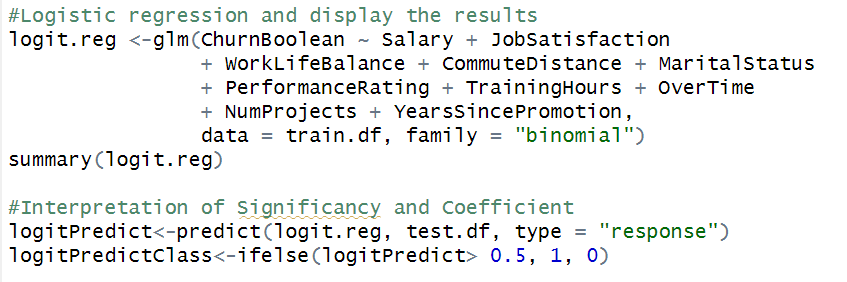 #Logistic regression and display the results
logit.reg <-glm(ChurnBoolean ~ Salary + JobSatisfaction
+ WorkLifeBalance + CommuteDistance + MaritalStatus
+ PerformanceRating + TrainingHours + OverTime
+ NumProjects + YearsSincePromotion,
data = train.df, family = "binomial")
summary(logit.reg)
#Interpretation of Significancy and Coefficient
logitPredict<-predict(logit.reg, test.df, type = "response")
logitPredictClass<-ifelse(logitPredict> 0.5, 1, 0)